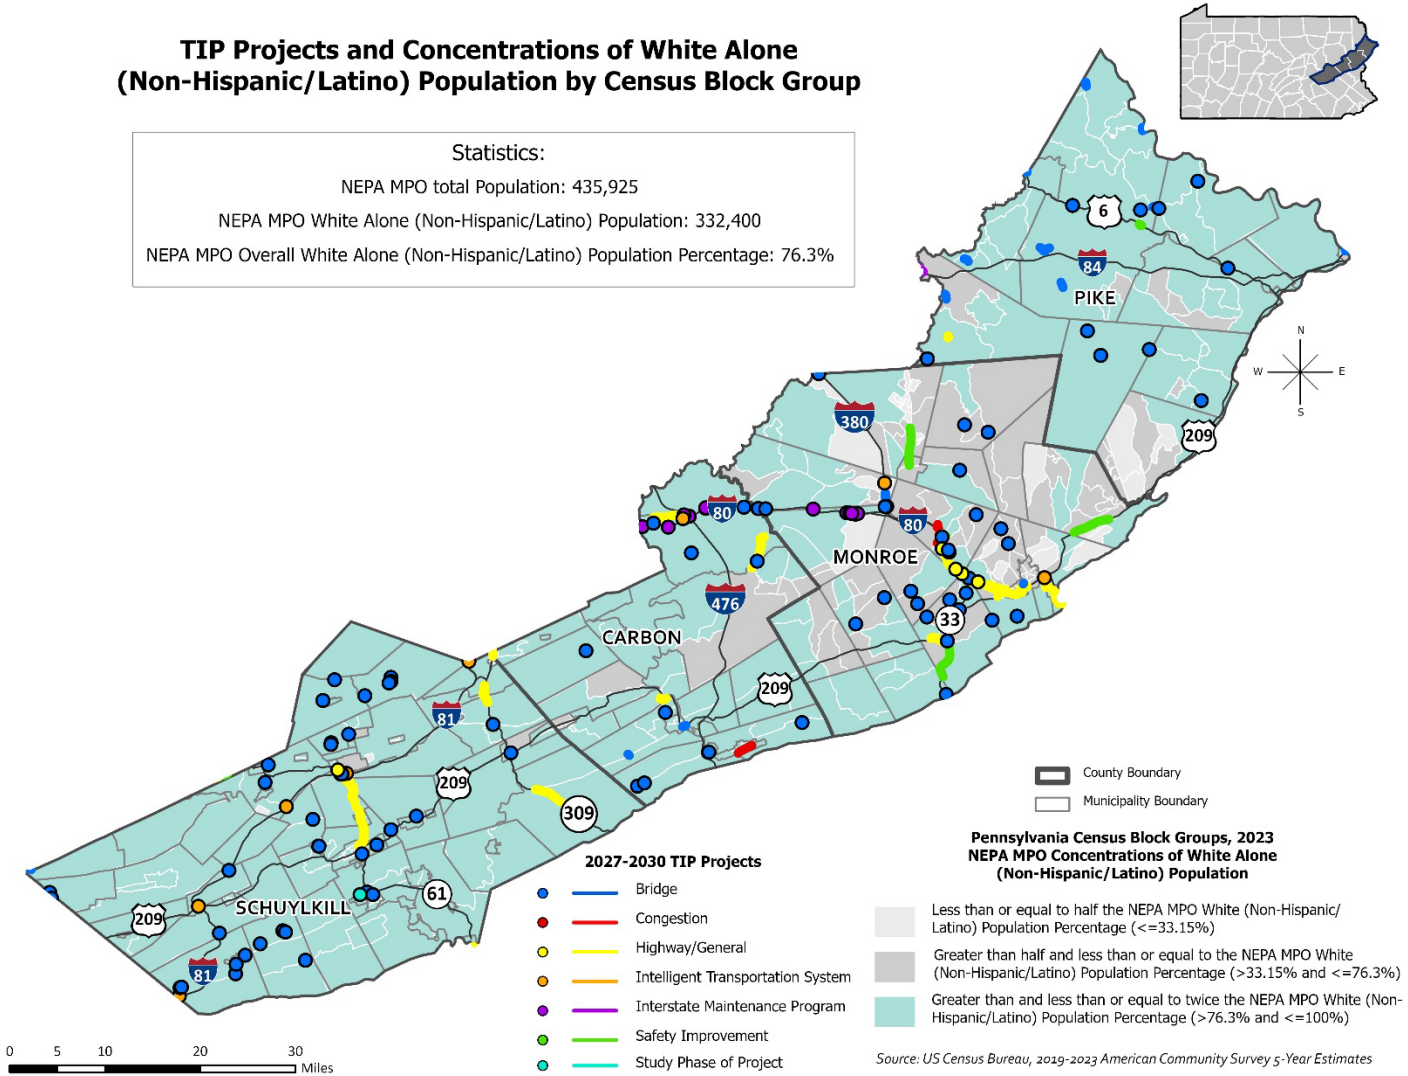 TIP Projects and Concentrations of White Alone
(Non-Hispanic/Latino) Population by Census Block Group
Statistics:
NEPA MPO total Population: 435,925
NEPA MPO White Alone (Non-Hispanic/Latino) Population: 332,400
NEPA MPO Overall White Alone (Non-Hispanic/Latino) Population Percentage: 76.3%
6
84
PIKE
N
W E
S
380
209
80
80
MONROE
476
33
CARBON
209
81
209
309
61
SCHUYLKILL
209
81
County Boundary
Municipality Boundary
Pennsylvania Census Block Groups, 2023
NEPA MPO Concentrations of White Alone
(Non-Hispanic/Latino) Population
Less than or equal to half the NEPA MPO White (Non-Hispanic/
Latino) Population Percentage (<=33.15%)
Greater than half and less than or equal to the NEPA MPO White
(Non-Hispanic/Latino) Population Percentage (>33.15% and <=76.3%)
Greater than and less than or equal to twice the NEPA MPO White (Non-
Hispanic/Latino) Population Percentage (>76.3% and <=100%)
Source: US Census Bureau, 2019-2023 American Community Survey 5-Year Estimates
2027-2030 TIP Projects
Bridge
Congestion
Highway/General
Intelligent Transportation System
Interstate Maintenance Program
Safety Improvement
Study Phase of Project
0 5 10 20 30
Miles